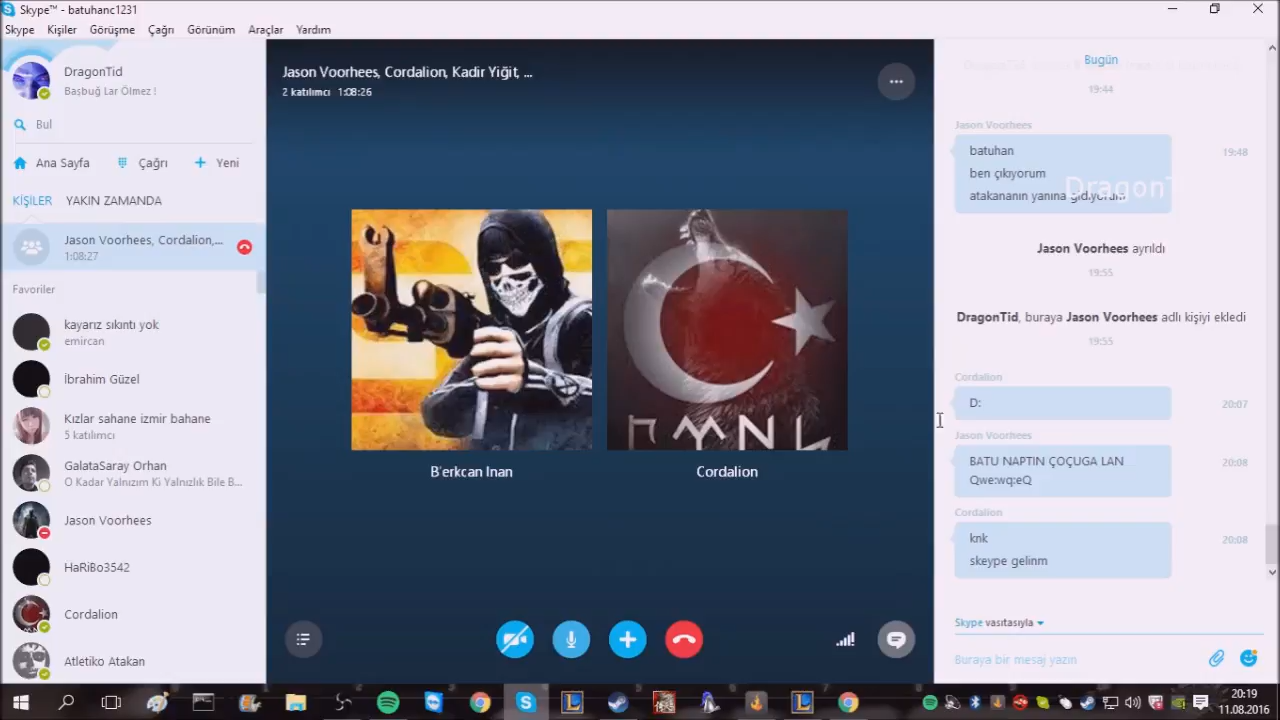 Skype™ - batuhanc1231
Skype Kişiler Görüşme Çağrı Görünüm Araçlar Yardım
DragonTid
Başbuğ Lar Ölmez !
Bul
Ana Sayfa Çağrı Yeni
KİŞİLER YAKIN ZAMANDA
Jason Voorhees, Cordalion,...
1:08:27
Favoriler
kayarız sıkıntı yok
emircan
İbrahim Güzel
Kızlar sahane izmir bahane
5 katılımcı
GalataSaray Orhan
O Kadar Yalnızım Ki Yalnızlık Bile B...
Jason Voorhees
HaRiBo3542
Cordalion
Atletiko Atakan
Jason Voorhees, Cordalion, Kadir Yiğit, ...
2 katılımcı 1:08:26
B'erkcan Inan
Cordalion
Bugün
19:44
Jason Voorhees
batuhan
19:48
ben çıkıyorum
atakananın yanına gidiyorum
DragonT
Jason Voorhees ayrıldı
19:55
DragonTid, buraya Jason Voorhees adlı kişiyi ekledi
19:55
Cordalion
D:
20:07
Jason Voorhees
BATU NAPTIN ÇOÇUGA LAN
20:08
Qwe:wq:eQ
Cordalion
knk
20:08
skeype gelinm
Skype vasıtasıyla
Buraya bir mesaj yazın
20:19
11.08.2016